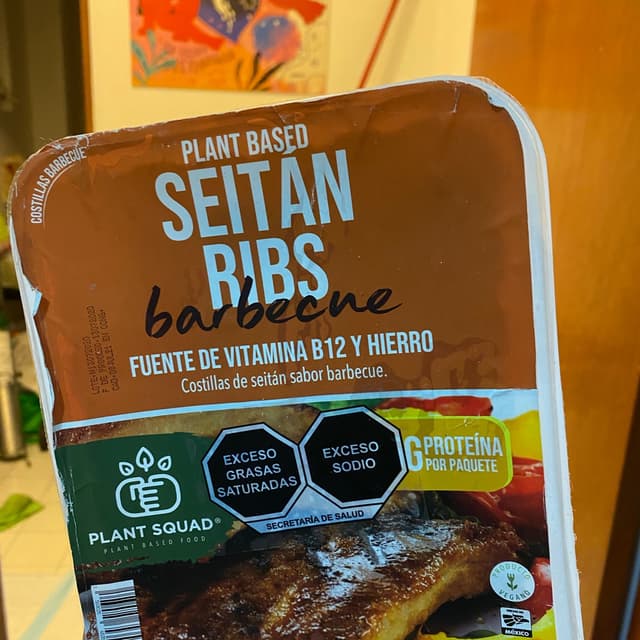 COSTILLAS BARBECUE
PLANT BASED
SEITÁN
RIBS
barbecue
FUENTE DE VITAMINA B12 Y HIERRO
Costillas de seitán sabor barbecue.
EXCESO
GRASAS
SATURADAS
EXCESO
SODIO
SECRETARÍA DE SALUD
G PROTEÍNA
POR PAQUETE
PLANT SQUAD®
PLANT BASED FOOD
PRODUCTO
VEGANO
MÉXICO